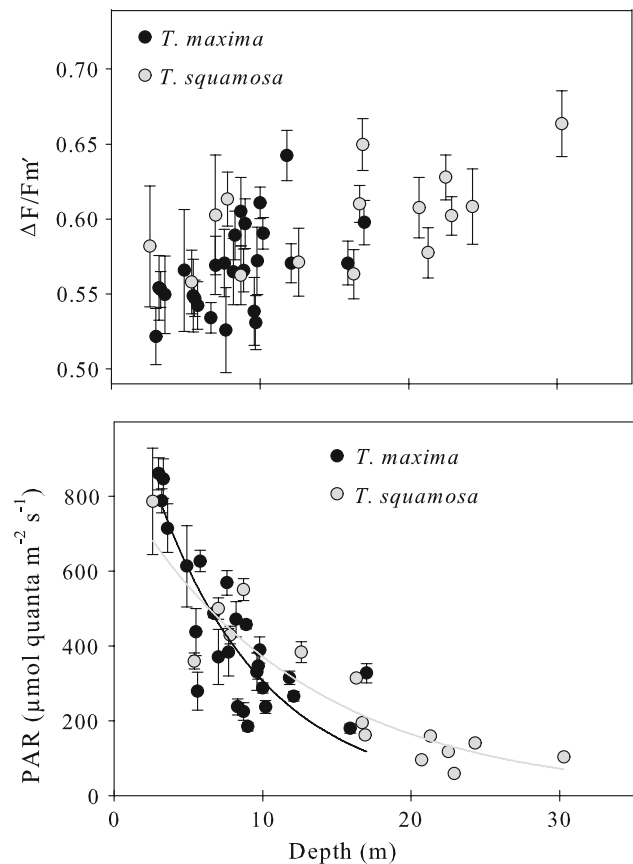 T. maxima
T. squamosa
0.70
0.65
0.60
0.55
0.50
ΔF/Fm′
T. maxima
T. squamosa
800
600
400
200
0
PAR (µmol quanta m⁻² s⁻¹)
0 10 20 30
Depth (m)